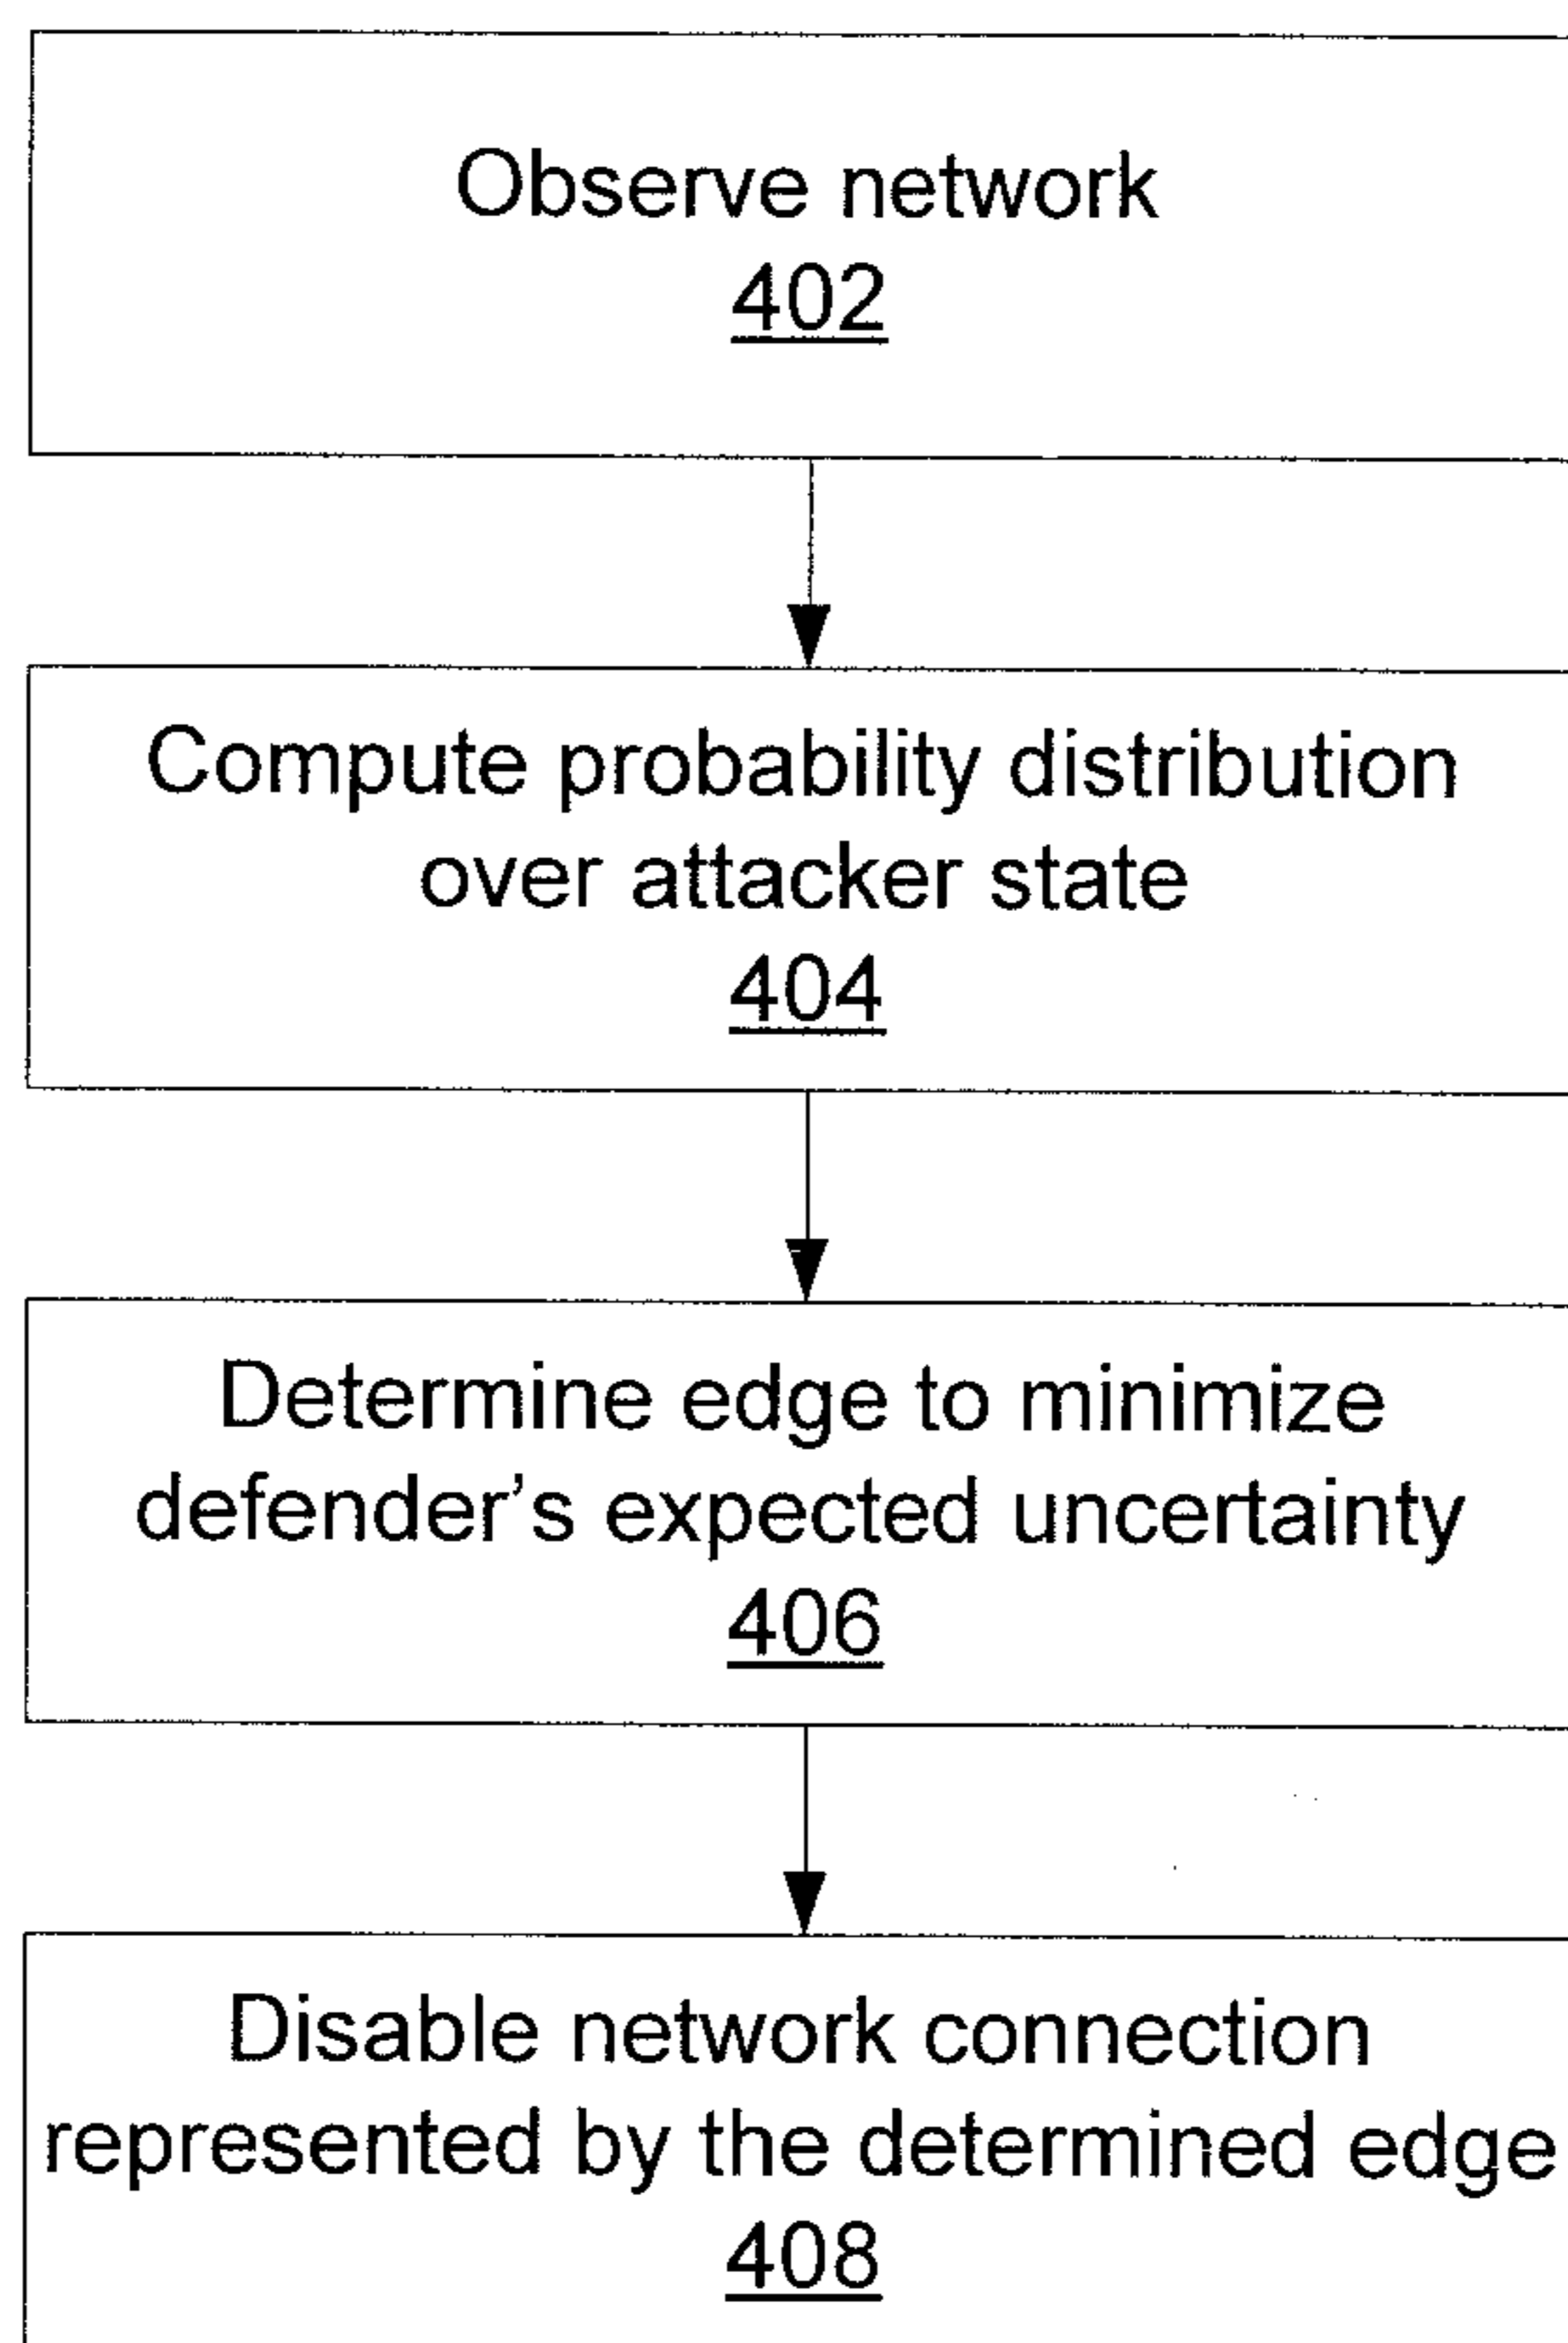 Observe network
402
Compute probability distribution
over attacker state
404
Determine edge to minimize
defender's expected uncertainty
406
Disable network connection
represented by the determined edge
408